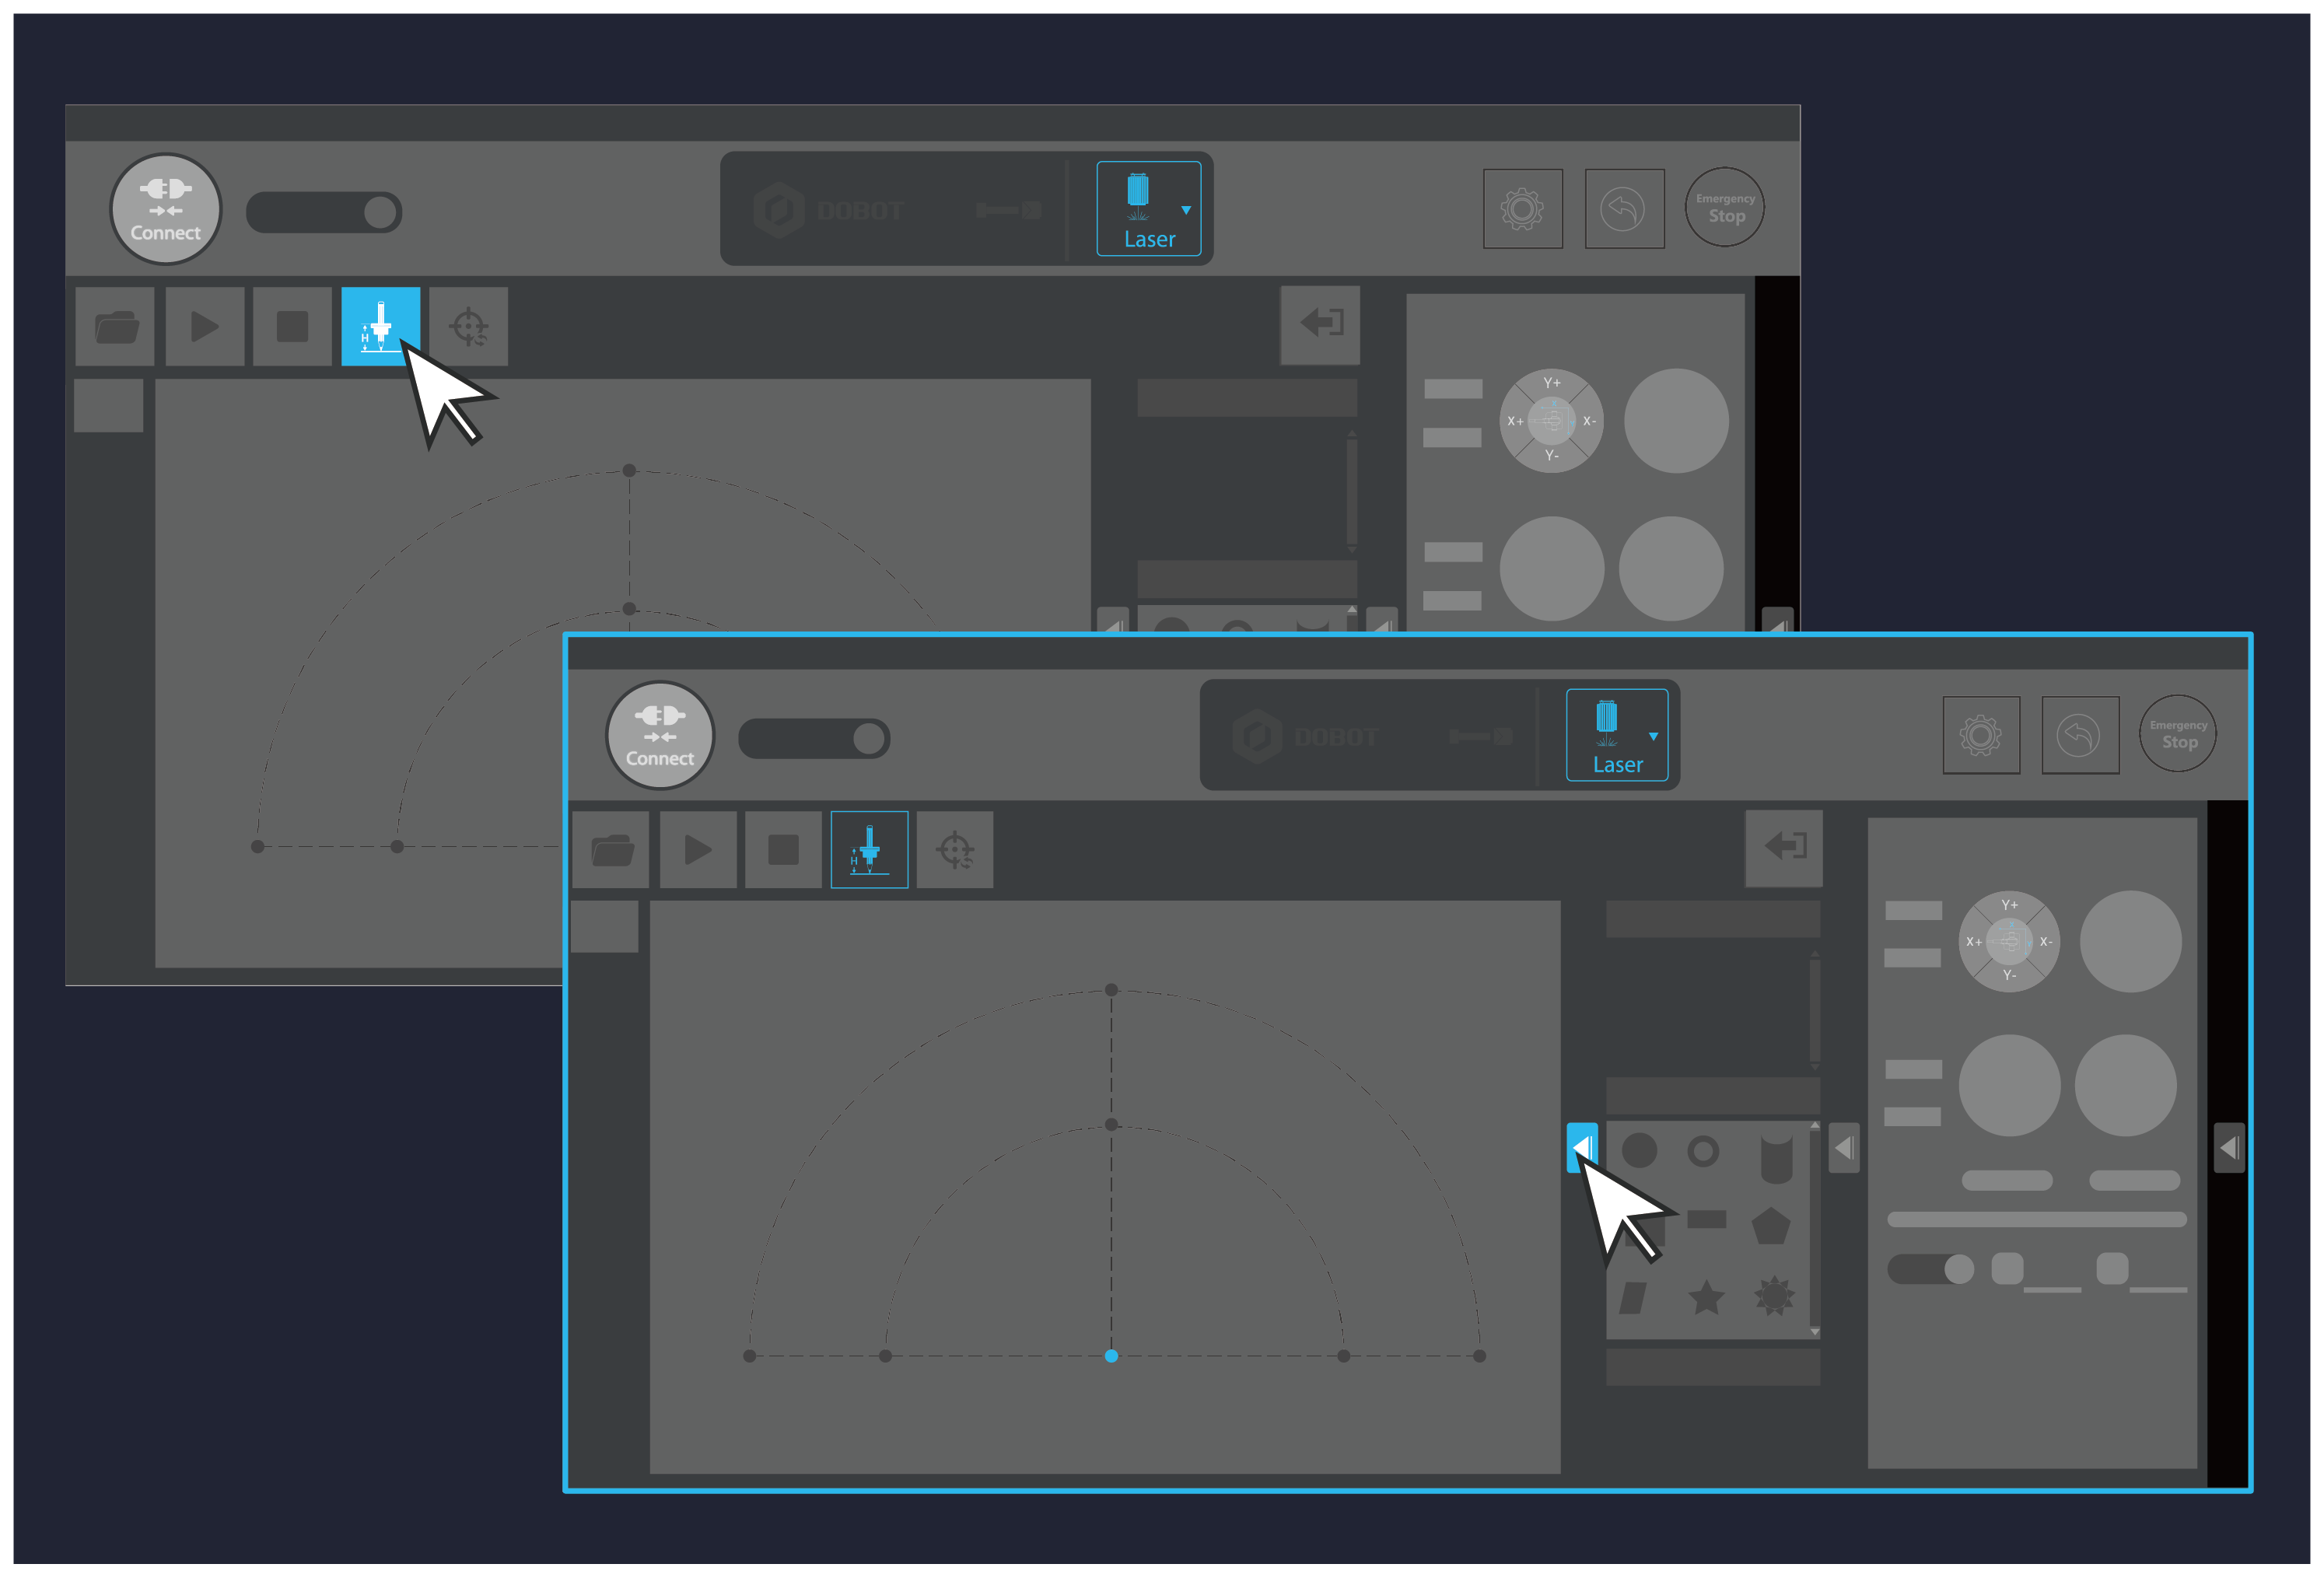 Connect
DOBOT
Laser
Emergency
Stop
H
Y+
X+ X-
Y-
Connect
DOBOT
Laser
Emergency
Stop
H
Y+
X+ X-
Y-